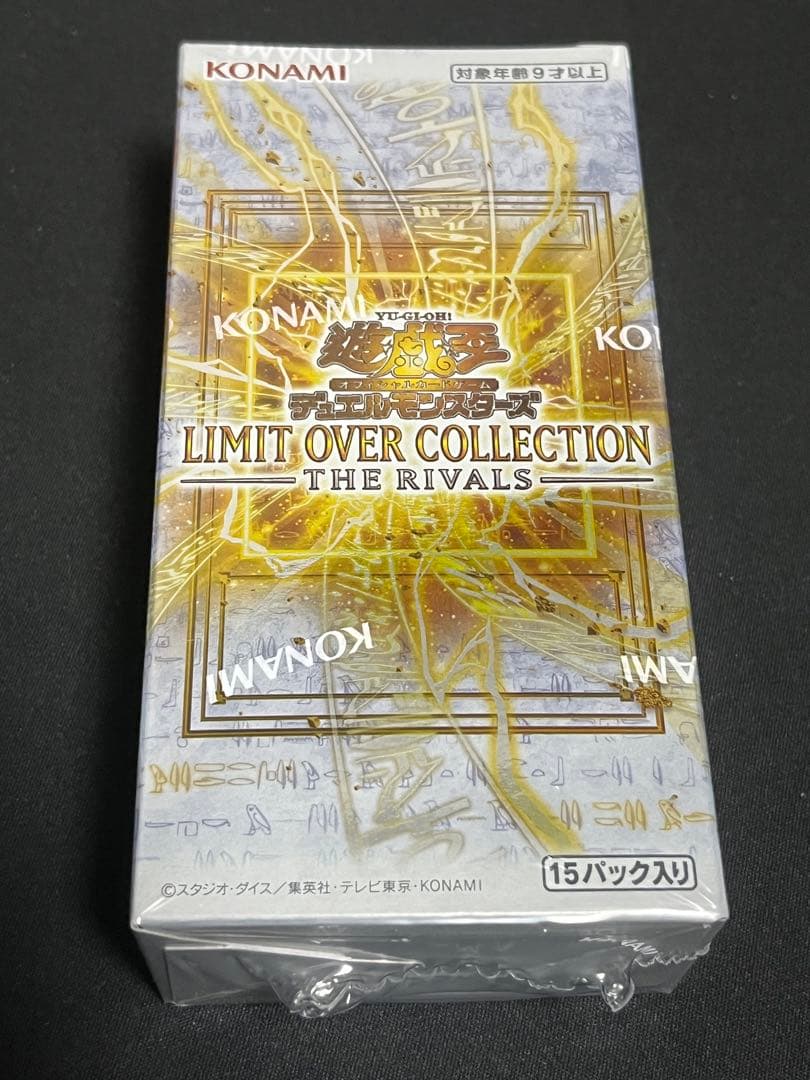 KONAMI
対象年齢9才以上
KONAMI
KONAMI
YU-GI-OH!
遊戯王
オフィシャルカードゲーム
デュエルモンスターズ
LIMIT OVER COLLECTION
THE RIVALS
KONAMI
15パック入り
©スタジオ・ダイス/集英社・テレビ東京・KONAMI